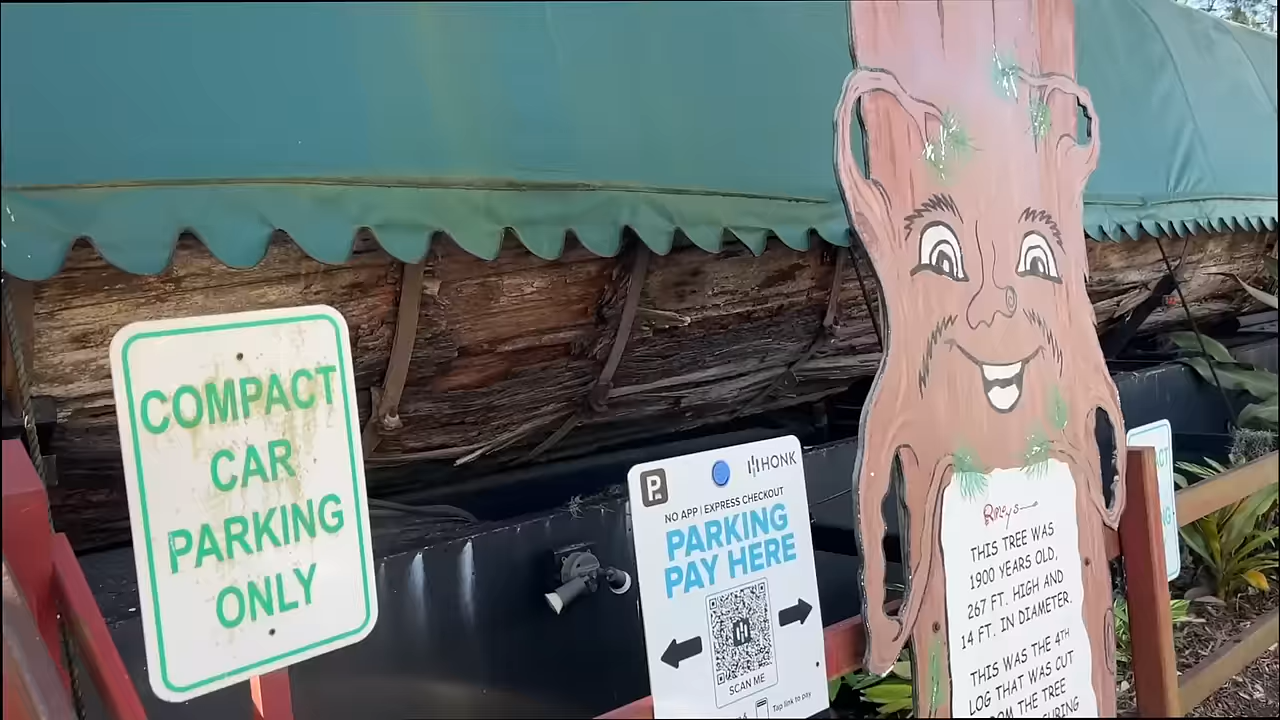 COMPACT
CAR
PARKING
ONLY
P
HONK
NO APP | EXPRESS CHECKOUT
PARKING
PAY HERE
SCAN ME
Tap link to pay
Ripleys
THIS TREE WAS
1900 YEARS OLD,
267 FT. HIGH AND
14 FT. IN DIAMETER.
THIS WAS THE 4TH
LOG THAT WAS CUT
THE TREE